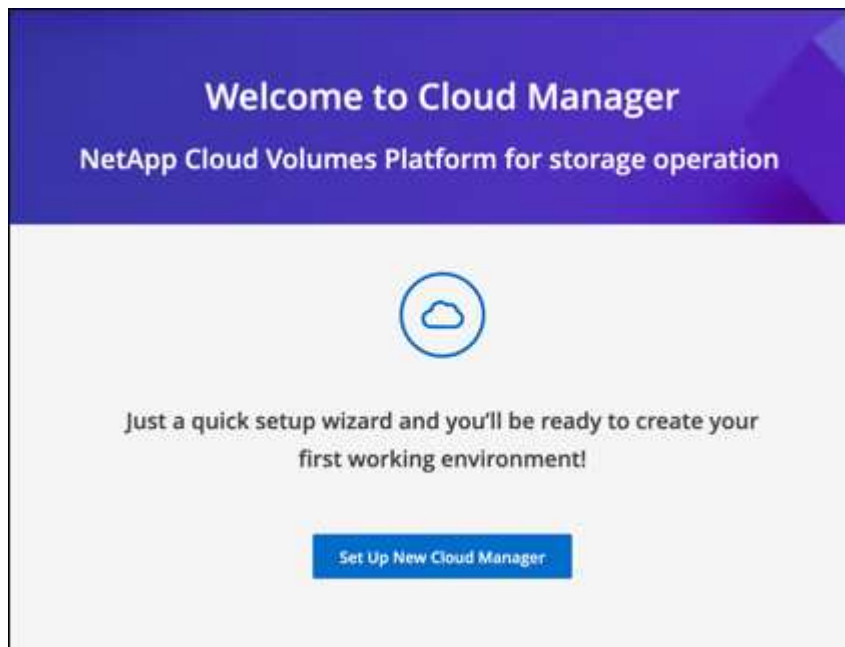 Welcome to Cloud Manager
NetApp Cloud Volumes Platform for storage operation
Just a quick setup wizard and you'll be ready to create your
first working environment!
Set Up New Cloud Manager